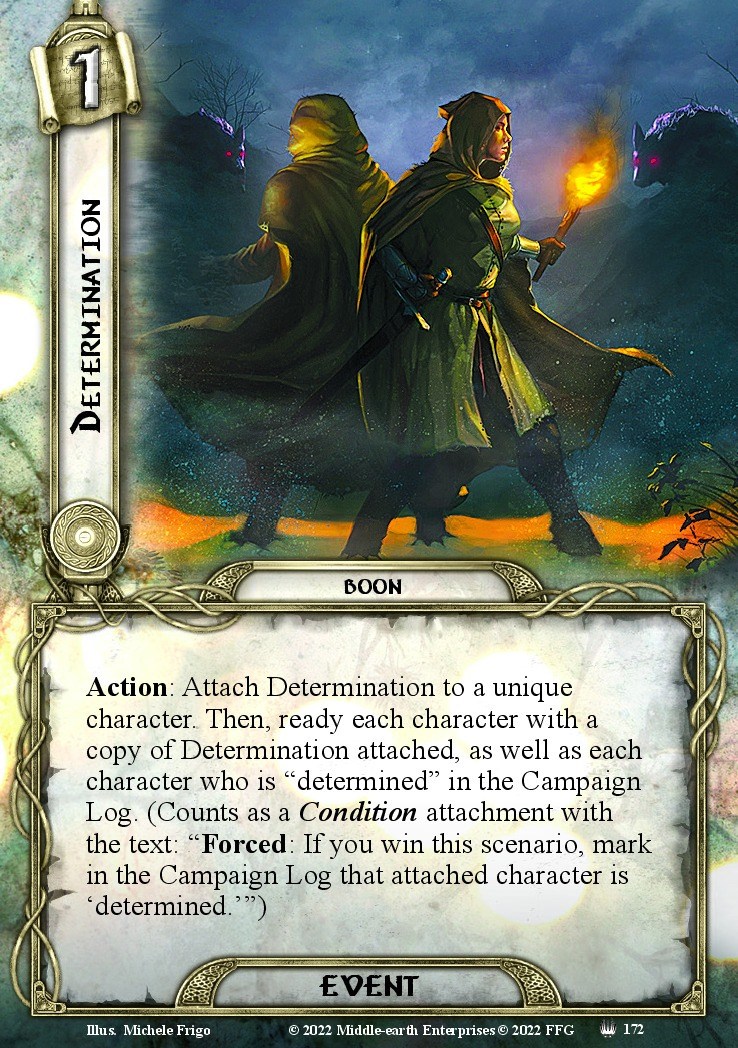 1
Determination
Boon
Action: Attach Determination to a unique
character. Then, ready each character with a
copy of Determination attached, as well as each
character who is “determined” in the Campaign
Log. (Counts as a Condition attachment with
the text: “Forced: If you win this scenario, mark
in the Campaign Log that attached character is
‘determined.’”)
Event
Illus. Michele Frigo © 2022 Middle-earth Enterprises © 2022 FFG 172